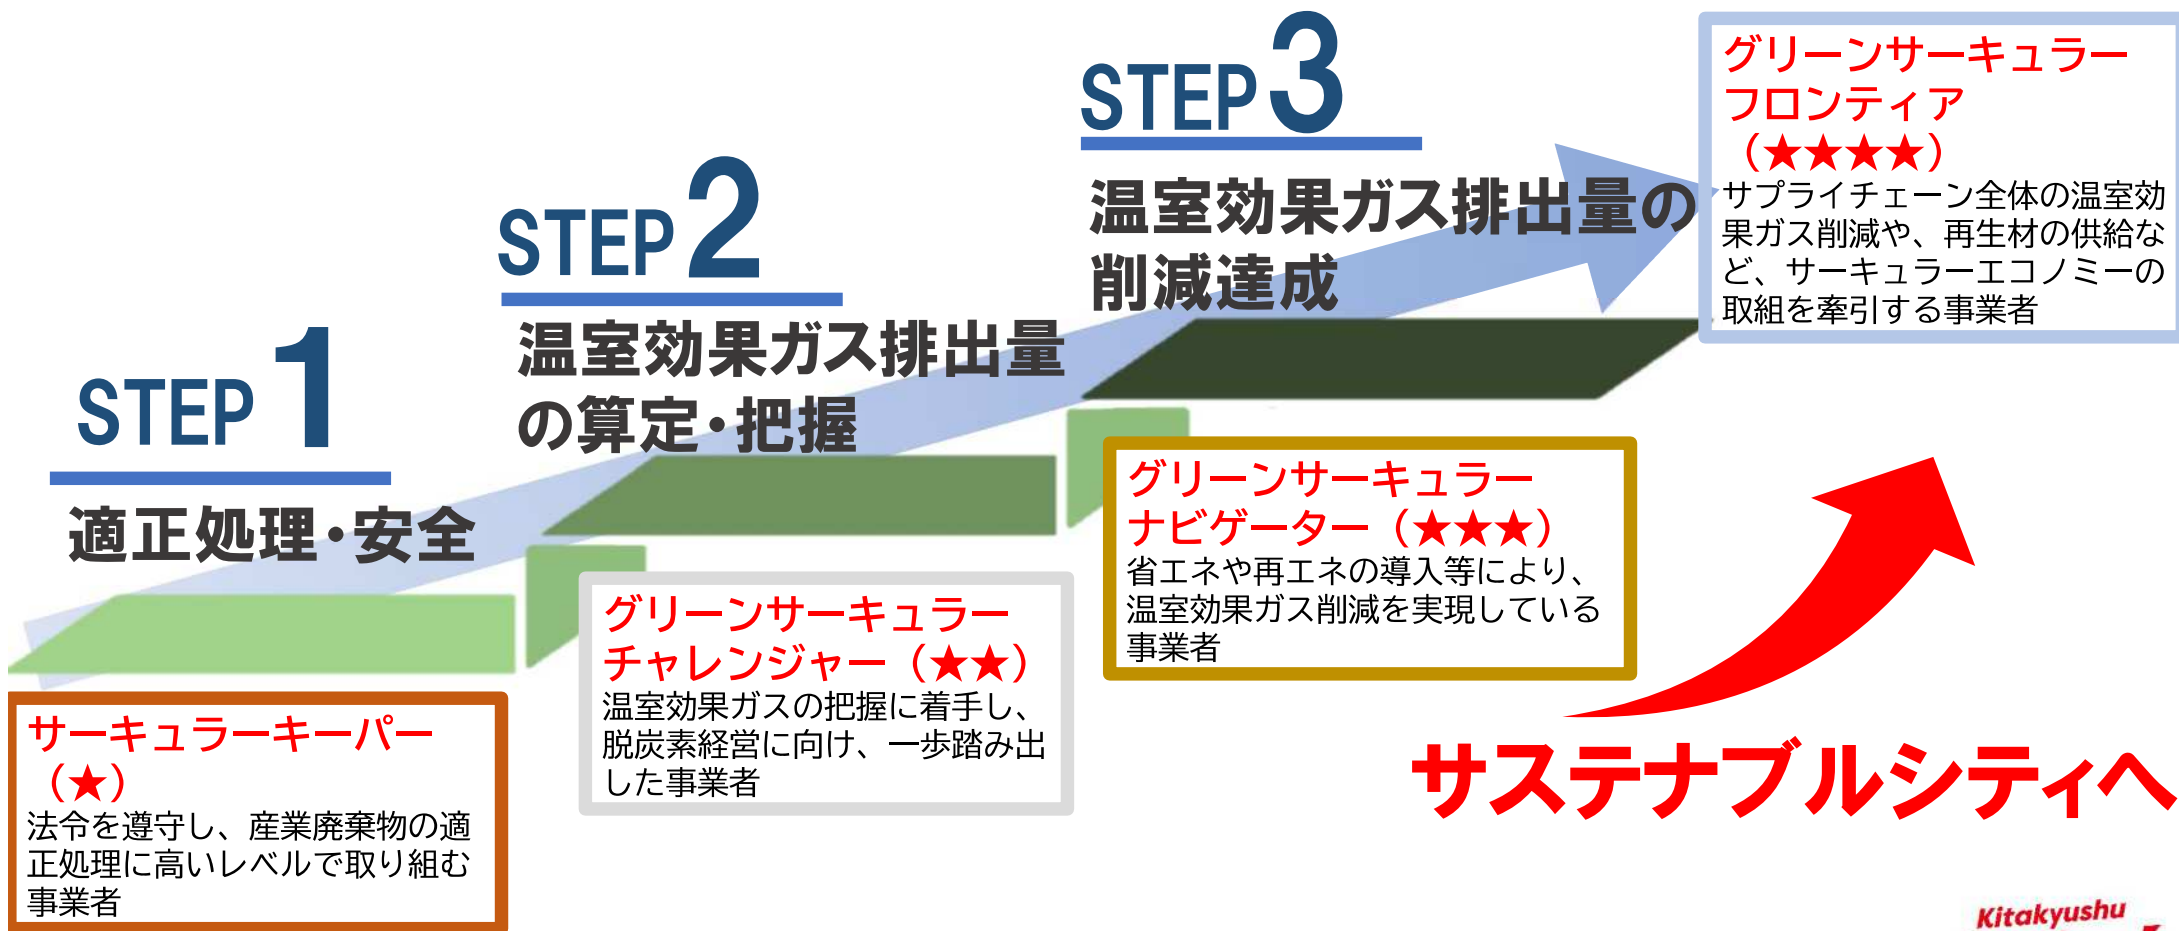 STEP1
適正処理・安全
サーキュラーキーパー
（★）
法令を遵守し、産業廃棄物の適
正処理に高いレベルで取り組む
事業者
STEP2
温室効果ガス排出量
の算定・把握
グリーンサーキュラー
チャレンジャー（★★）
温室効果ガスの把握に着手し、
脱炭素経営に向け、一歩踏み出
した事業者
STEP3
温室効果ガス排出量の
削減達成
グリーンサーキュラー
ナビゲーター（★★★）
省エネや再エネの導入等により、
温室効果ガス削減を実現している
事業者
グリーンサーキュラー
フロンティア
（★★★★）
サプライチェーン全体の温室効
果ガス削減や、再生材の供給な
ど、サーキュラーエコノミーの
取組を牽引する事業者
サステナブルシティへ
Kitakyushu